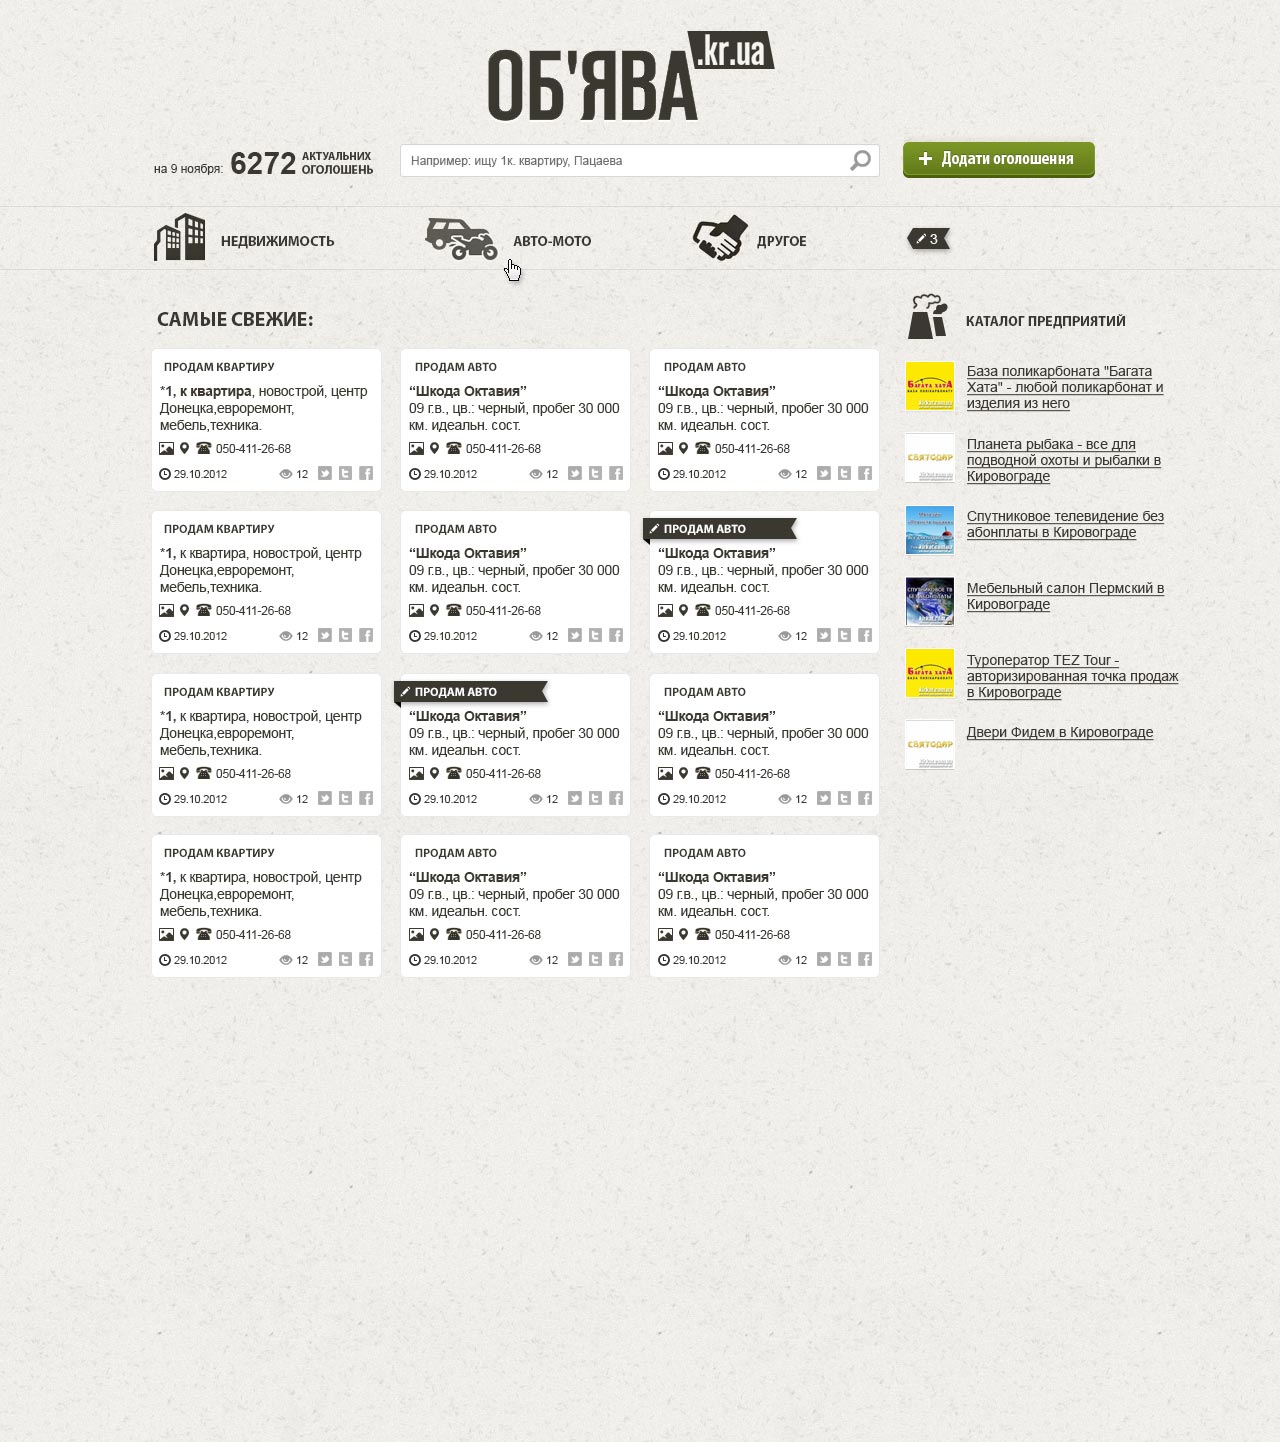 ОБ'ЯВА.kr.ua
на 9 ноября: 6272 АКТУАЛЬНИХ ОГОЛОШЕНЬ
Например: ищу 1к. квартиру, Пацаева
Додати оголошення
НЕДВИЖИМОСТЬ
АВТО-МОТО
ДРУГОЕ
3
САМЫЕ СВЕЖИЕ:
ПРОДАМ КВАРТИРУ
*1, к квартира, новострой, центр
Донецка,евроремонт,
мебель,техника.
050-411-26-68
29.10.2012
12
ПРОДАМ АВТО
“Шкода Октавия”
09 г.в., цв.: черный, пробег 30 000
км. идеальн. сост.
050-411-26-68
29.10.2012
12
ПРОДАМ АВТО
“Шкода Октавия”
09 г.в., цв.: черный, пробег 30 000
км. идеальн. сост.
050-411-26-68
29.10.2012
12
ПРОДАМ КВАРТИРУ
*1, к квартира, новострой, центр
Донецка,евроремонт,
мебель,техника.
050-411-26-68
29.10.2012
12
ПРОДАМ АВТО
“Шкода Октавия”
09 г.в., цв.: черный, пробег 30 000
км. идеальн. сост.
050-411-26-68
29.10.2012
12
ПРОДАМ АВТО
“Шкода Октавия”
09 г.в., цв.: черный, пробег 30 000
км. идеальн. сост.
050-411-26-68
29.10.2012
12
ПРОДАМ КВАРТИРУ
*1, к квартира, новострой, центр
Донецка,евроремонт,
мебель,техника.
050-411-26-68
29.10.2012
12
ПРОДАМ АВТО
“Шкода Октавия”
09 г.в., цв.: черный, пробег 30 000
км. идеальн. сост.
050-411-26-68
29.10.2012
12
ПРОДАМ АВТО
“Шкода Октавия”
09 г.в., цв.: черный, пробег 30 000
км. идеальн. сост.
050-411-26-68
29.10.2012
12
ПРОДАМ КВАРТИРУ
*1, к квартира, новострой, центр
Донецка,евроремонт,
мебель,техника.
050-411-26-68
29.10.2012
12
ПРОДАМ АВТО
“Шкода Октавия”
09 г.в., цв.: черный, пробег 30 000
км. идеальн. сост.
050-411-26-68
29.10.2012
12
ПРОДАМ АВТО
“Шкода Октавия”
09 г.в., цв.: черный, пробег 30 000
км. идеальн. сост.
050-411-26-68
29.10.2012
12
КАТАЛОГ ПРЕДПРИЯТИЙ
БАГАТА ХАТА
База поликарбоната "Багата
Хата" - любой поликарбонат и
изделия из него
СВЯТОДАР
Планета рыбака - все для
подводной охоты и рыбалки в
Кировограде
Спутниковое телевидение без
абонплаты в Кировограде
СПУТНИКОВОЕ ТВ
БЕЗ АБОНПЛАТЫ
Мебельный салон Пермский в
Кировограде
БАГАТА ХАТА
Туроператор TEZ Tour -
авторизированная точка продаж
в Кировограде
СВЯТОДАР
Двери Фидем в Кировограде